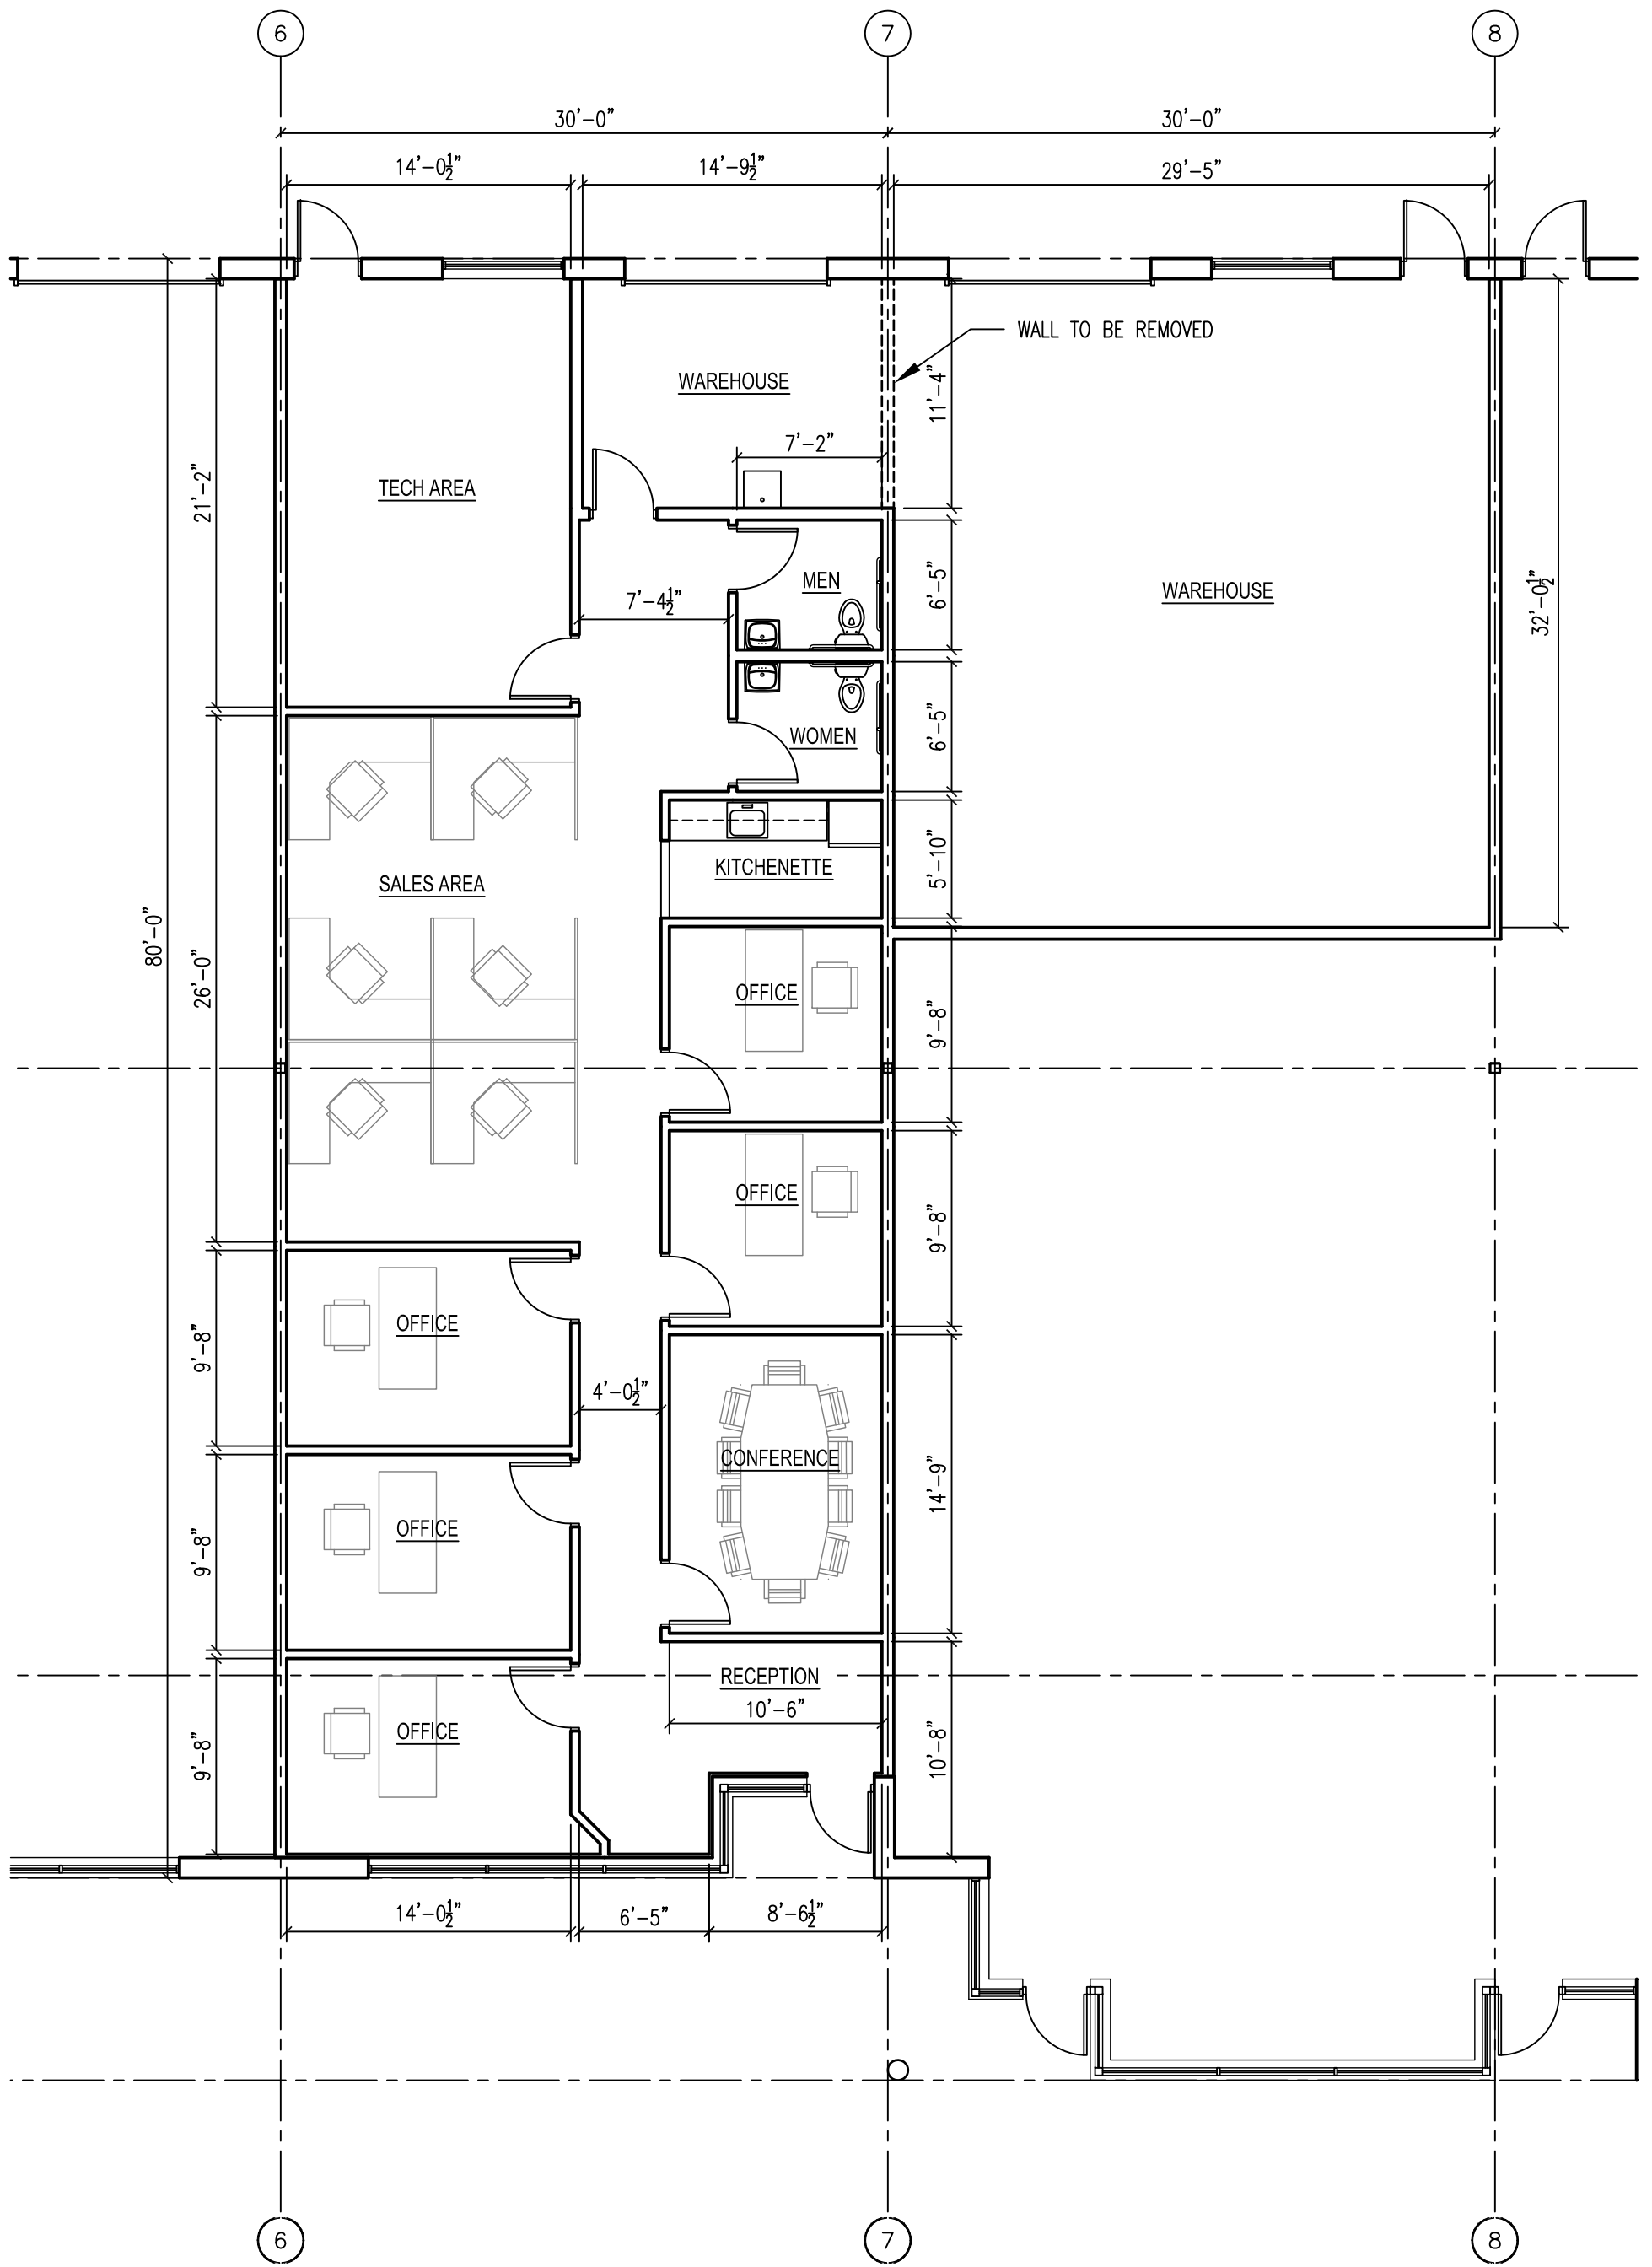 6
7
8
30'-0"
30'-0"
14'-0½"
14'-9½"
29'-5"
WALL TO BE REMOVED
WAREHOUSE
11'-4"
7'-2"
TECH AREA
21'-2"
MEN
WAREHOUSE
6'-5"
7'-4½"
32'-0½"
WOMEN
6'-5"
KITCHENETTE
5'-10"
SALES AREA
80'-0"
26'-0"
OFFICE
9'-8"
OFFICE
9'-8"
OFFICE
9'-8"
4'-0½"
CONFERENCE
14'-9"
OFFICE
9'-8"
RECEPTION
10'-6"
OFFICE
9'-8"
10'-8"
14'-0½"
6'-5"
8'-6½"
6
7
8